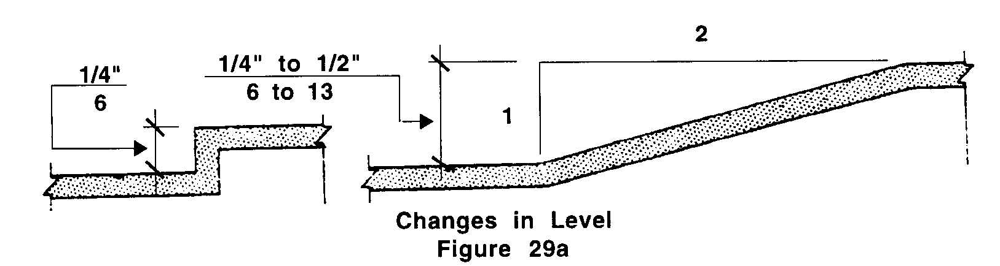 1/4"
6
1/4" to 1/2"
6 to 13
2
1
Changes in Level
Figure 29a